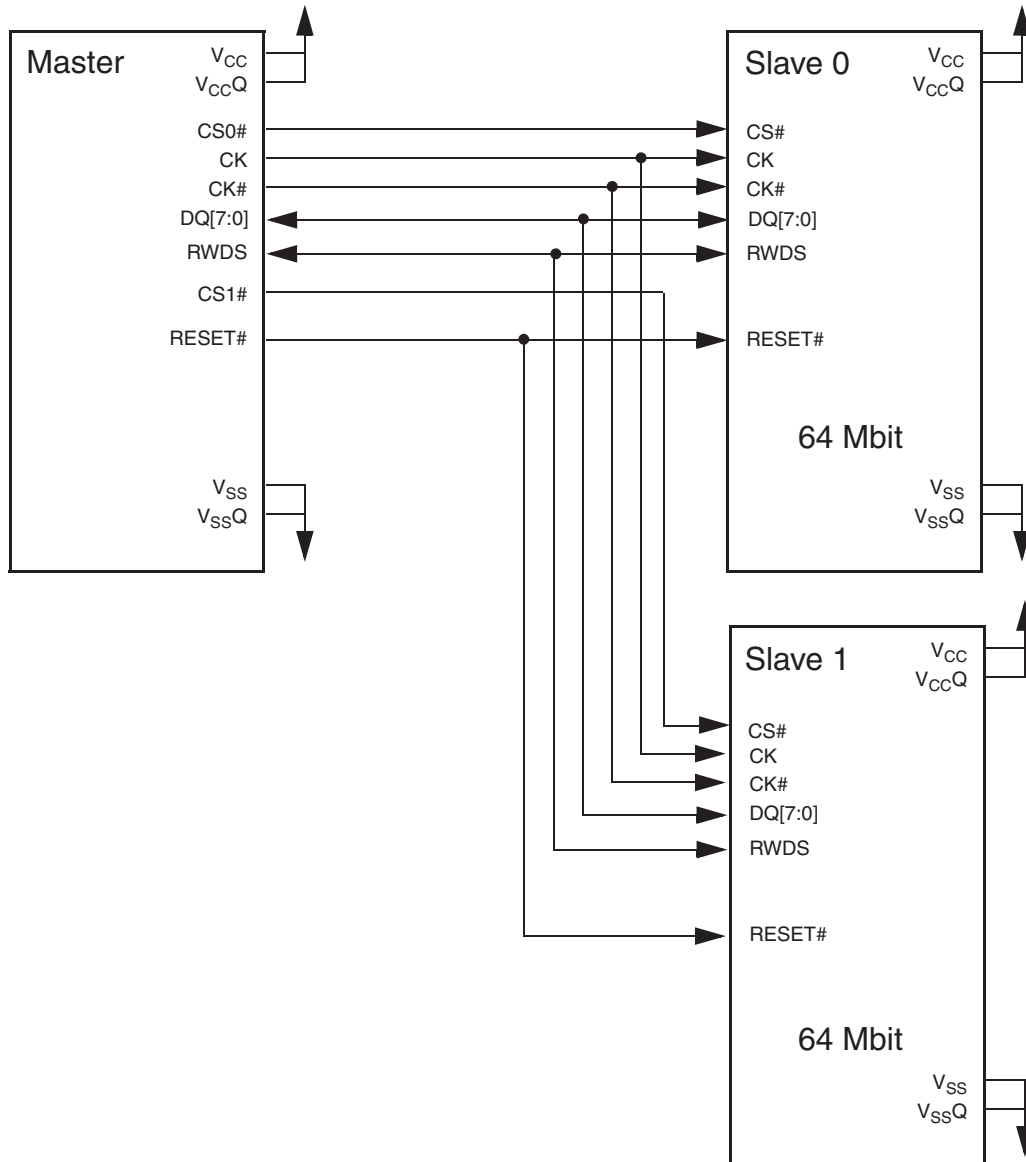 Master
VCC
VCCQ
CS0#
CK
CK#
DQ[7:0]
RWDS
CS1#
RESET#
VSS
VSSQ
Slave 0
VCC
VCCQ
CS#
CK
CK#
DQ[7:0]
RWDS
RESET#
64 Mbit
VSS
VSSQ
Slave 1
VCC
VCCQ
CS#
CK
CK#
DQ[7:0]
RWDS
RESET#
64 Mbit
VSS
VSSQ